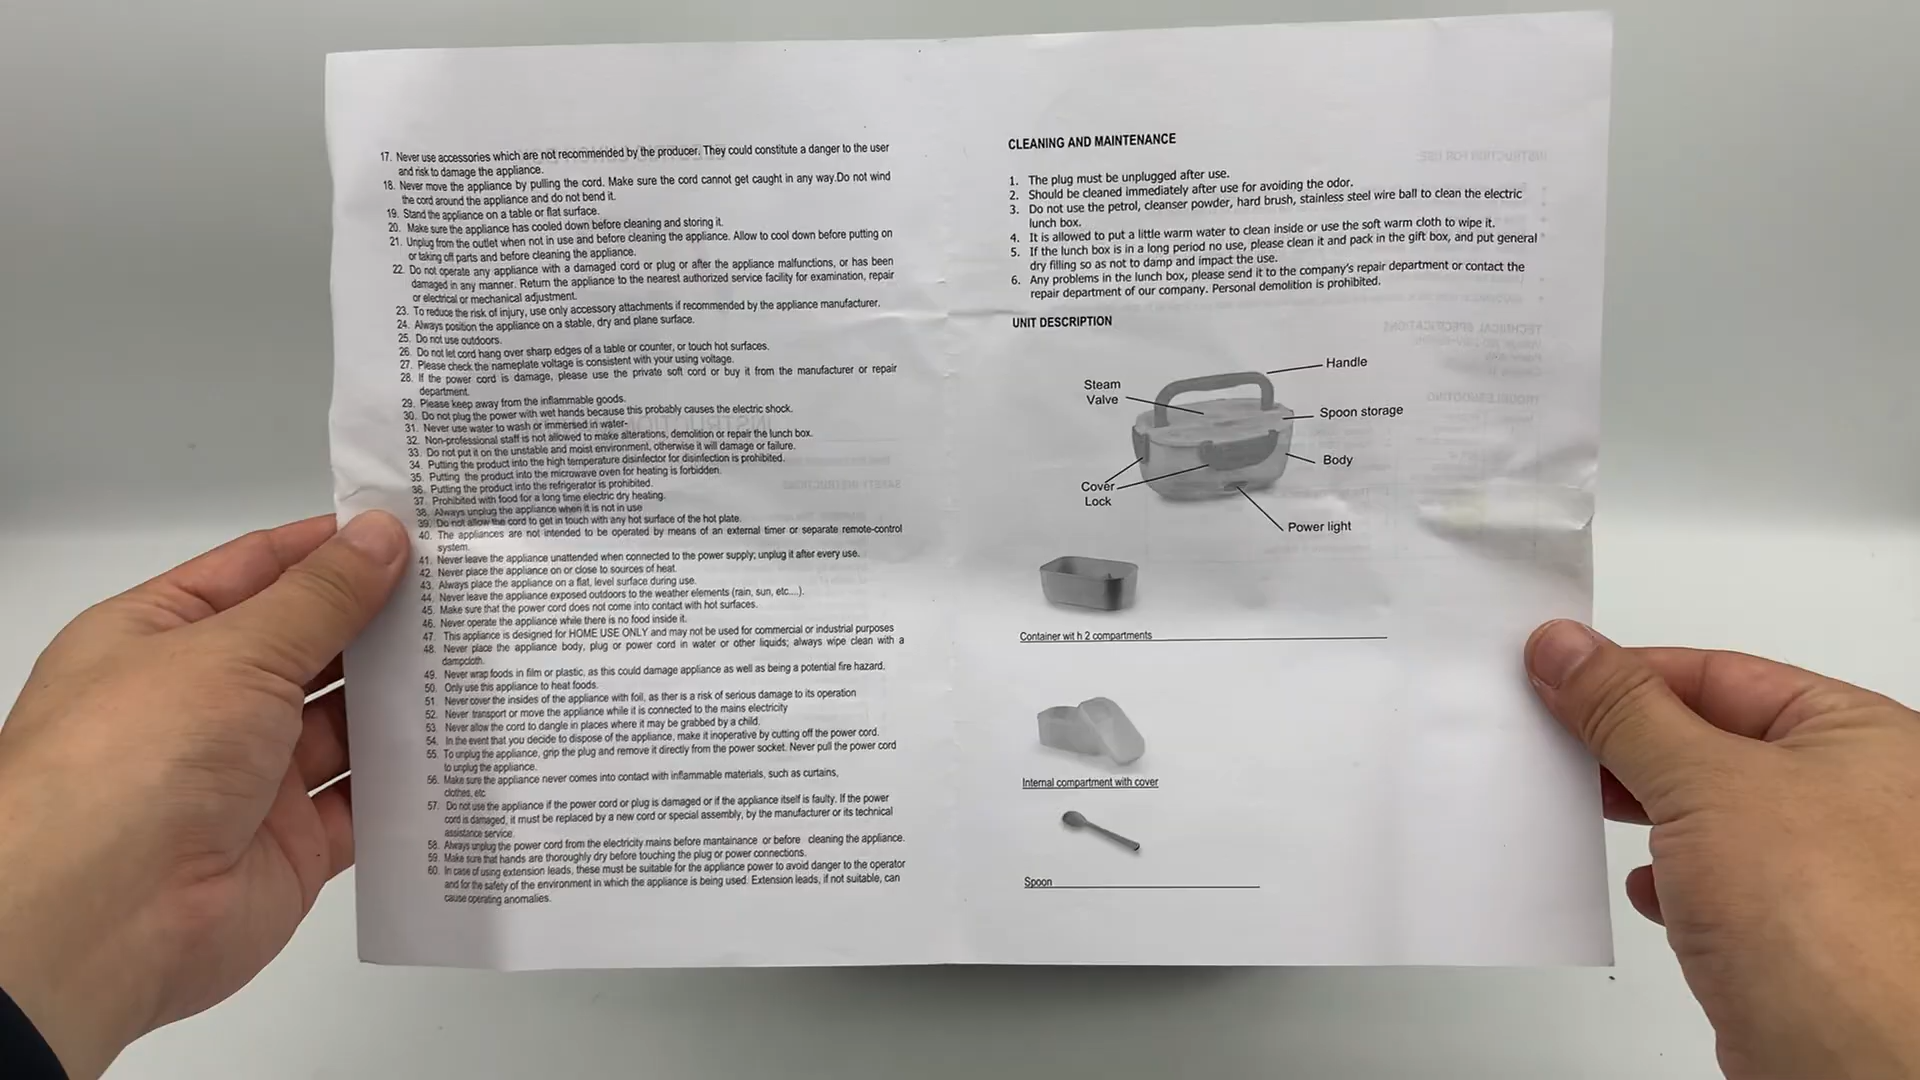 17. Never use accessories which are not recommended by the producer. They could constitute a danger to the user
and risk to damage the appliance.
18. Never move the appliance by pulling the cord. Make sure the cord cannot get caught in any way.Do not wind
the cord around the appliance and do not bend it.
19. Stand the appliance on a table or flat surface.
20. Make sure the appliance has cooled down before cleaning and storing it.
21. Unplug from the outlet when not in use and before cleaning the appliance. Allow to cool down before putting on
or taking off parts and before cleaning the appliance.
22. Do not operate any appliance with a damaged cord or plug or after the appliance malfunctions, or has been
damaged in any manner. Return the appliance to the nearest authorized service facility for examination, repair
or electrical or mechanical adjustment.
23. To reduce the risk of injury, use only accessory attachments if recommended by the appliance manufacturer.
24. Always position the appliance on a stable, dry and plane surface.
25. Do not use outdoors.
26. Do not let cord hang over sharp edges of a table or counter, or touch hot surfaces.
27. Please check the nameplate voltage is consistent with your using voltage.
28. If the power cord is damage, please use the private soft cord or buy it from the manufacturer or repair
department.
29. Please keep away from the inflammable goods.
30. Do not plug the power with wet hands because this probably causes the electric shock.
31. Never use water to wash or immersed in water-
32. Non-professional staff is not allowed to make alterations, demolition or repair the lunch box.
33. Do not put it on the unstable and moist environment, otherwise it will damage or failure.
34. Putting the product into the high temperature disinfector for disinfection is prohibited.
35. Putting the product into the microwave oven for heating is forbidden.
36. Putting the product into the refrigerator is prohibited.
37. Prohibited with food for a long time electric dry heating.
38. Always unplug the appliance when it is not in use
39. Do not allow the cord to get in touch with any hot surface of the hot plate.
40. The appliances are not intended to be operated by means of an external timer or separate remote-control
system.
41. Never leave the appliance unattended when connected to the power supply; unplug it after every use.
42. Never place the appliance on or close to sources of heat.
43. Always place the appliance on a flat, level surface during use.
44. Never leave the appliance exposed outdoors to the weather elements (rain, sun, etc....).
45. Make sure that the power cord does not come into contact with hot surfaces.
46. Never operate the appliance while there is no food inside it.
47. This appliance is designed for HOME USE ONLY and may not be used for commercial or industrial purposes
48. Never place the appliance body, plug or power cord in water or other liquids; always wipe clean with a
dampcloth.
49. Never wrap foods in film or plastic, as this could damage appliance as well as being a potential fire hazard.
50. Only use this appliance to heat foods.
51. Never cover the insides of the appliance with foil, as ther is a risk of serious damage to its operation
52. Never transport or move the appliance while it is connected to the mains electricity
53. Never allow the cord to dangle in places where it may be grabbed by a child.
54. In the event that you decide to dispose of the appliance, make it inoperative by cutting off the power cord.
55. To unplug the appliance, grip the plug and remove it directly from the power socket. Never pull the power cord
to unplug the appliance.
56. Make sure the appliance never comes into contact with inflammable materials, such as curtains,
clothes, etc
57. Do not use the appliance if the power cord or plug is damaged or if the appliance itself is faulty. If the power
cord is damaged, it must be replaced by a new cord or special assembly, by the manufacturer or its technical
assistance service.
58. Always unplug the power cord from the electricity mains before mantainance or before cleaning the appliance.
59. Make sure that hands are thoroughly dry before touching the plug or power connections.
60. In case of using extension leads, these must be suitable for the appliance power to avoid danger to the operator
and for the safety of the environment in which the appliance is being used. Extension leads, if not suitable, can
cause operating anomalies.
CLEANING AND MAINTENANCE
1. The plug must be unplugged after use.
2. Should be cleaned immediately after use for avoiding the odor.
3. Do not use the petrol, cleanser powder, hard brush, stainless steel wire ball to clean the electric
lunch box.
4. It is allowed to put a little warm water to clean inside or use the soft warm cloth to wipe it.
5. If the lunch box is in a long period no use, please clean it and pack in the gift box, and put general
dry filling so as not to damp and impact the use.
6. Any problems in the lunch box, please send it to the company's repair department or contact the
repair department of our company. Personal demolition is prohibited.
UNIT DESCRIPTION
Handle
Steam
Valve
Spoon storage
Body
Cover
Lock
Power light
Container wit h 2 compartments
Internal compartment with cover
Spoon